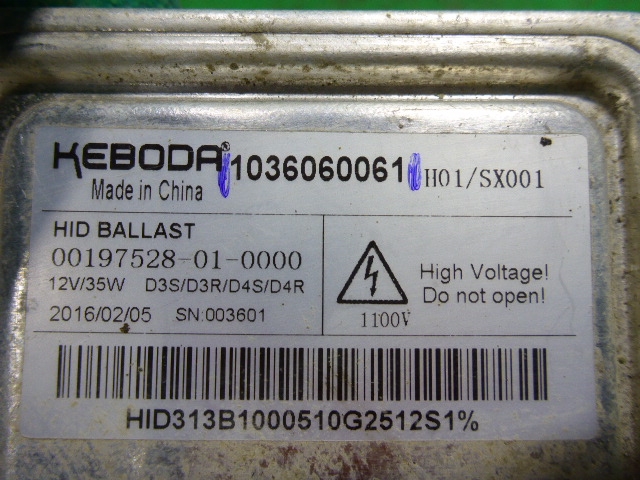 KEBODA® 1036060061 H01/SX001
Made in China
HID BALLAST
00197528-01-0000
12V/35W D3S/D3R/D4S/D4R
2016/02/05 SN:003601
1100V
High Voltage!
Do not open!
HID313B1000510G2512S1%